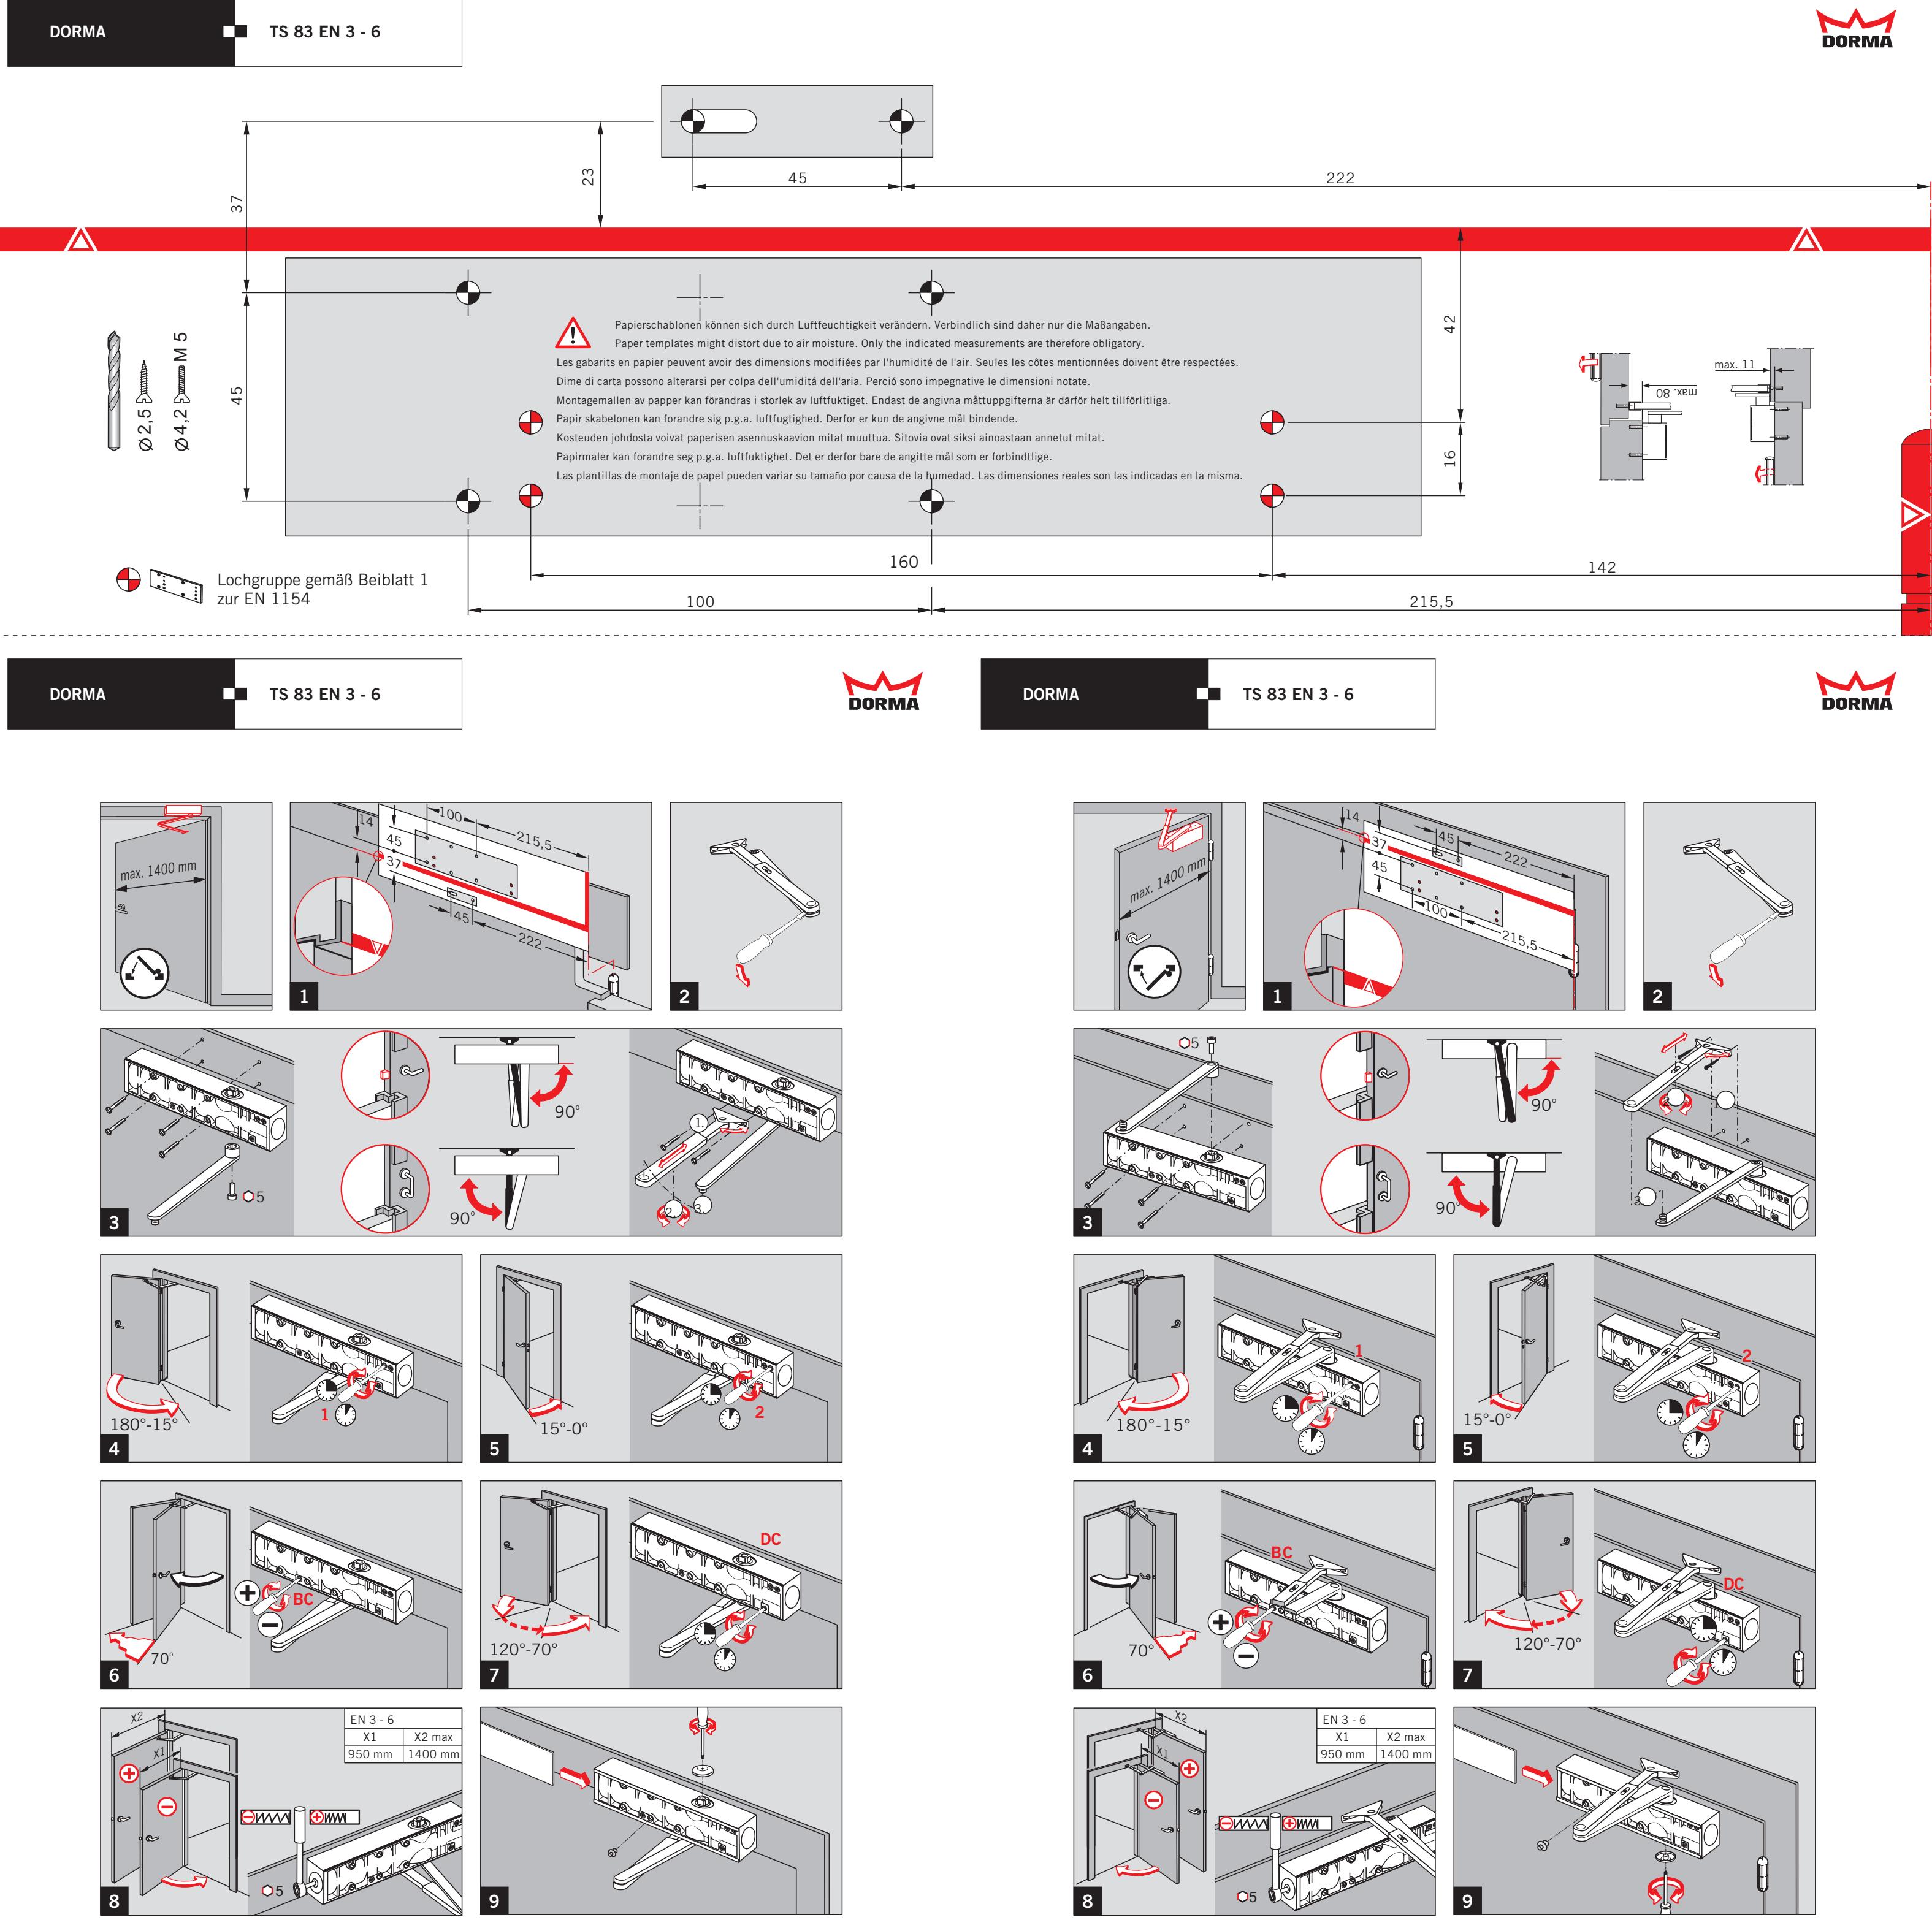 DORMA
TS 83 EN 3 - 6
DORMA
45
222
23
37
42
16
45
Ø 2,5
Ø 4,2
M 5
max. 80
max. 11
Papierschablonen können sich durch Luftfeuchtigkeit verändern. Verbindlich sind daher nur die Maßangaben.
Paper templates might distort due to air moisture. Only the indicated measurements are therefore obligatory.
Les gabarits en papier peuvent avoir des dimensions modifiées par l'humidité de l'air. Seules les côtes mentionnées doivent être respectées.
Dime di carta possono alterarsi per colpa dell'umiditá dell'aria. Perció sono impegnative le dimensioni notate.
Montagemallen av papper kan förändras i storlek av luftfuktiget. Endast de angivna måttuppgifterna är därför helt tillförlitliga.
Papir skabelonen kan forandre sig p.g.a. luftfugtighed. Derfor er kun de angivne mål bindende.
Kosteuden johdosta voivat paperisen asennuskaavion mitat muuttua. Sitovia ovat siksi ainoastaan annetut mitat.
Papirmaler kan forandre seg p.g.a. luftfuktighet. Det er derfor bare de angitte mål som er forbindtlige.
Las plantillas de montaje de papel pueden variar su tamaño por causa de la humedad. Las dimensiones reales son las indicadas en la misma.
160
142
100
215,5
Lochgruppe gemäß Beiblatt 1
zur EN 1154
DORMA
TS 83 EN 3 - 6
DORMA
max. 1400 mm
14
100
45
215,5
37
45
222
1
2
5
90°
90°
1.
2.
3.
3
180°-15°
1
4
15°-0°
2
5
70°
+
−
BC
6
120°-70°
DC
7
X2
X1
EN 3 - 6
X1
X2 max
950 mm
1400 mm
5
8
9
DORMA
TS 83 EN 3 - 6
DORMA
max. 1400 mm
14
37
45
45
222
100
215,5
1
2
5
90°
90°
3
180°-15°
1
4
15°-0°
2
5
70°
BC
+
−
6
120°-70°
DC
7
X2
X1
EN 3 - 6
X1
X2 max
950 mm
1400 mm
5
8
9